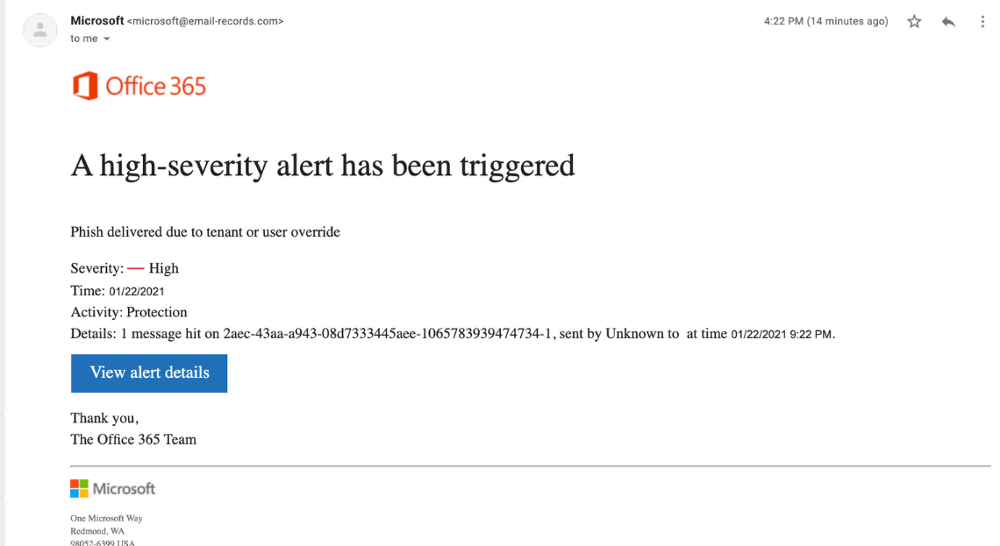 Microsoft <microsoft@email-records.com>
4:22 PM (14 minutes ago)
to me
Office 365
A high-severity alert has been triggered
Phish delivered due to tenant or user override
Severity: — High
Time: 01/22/2021
Activity: Protection
Details: 1 message hit on 2aec-43aa-a943-08d7333445aee-1065783939474734-1, sent by Unknown to  at time 01/22/2021 9:22 PM.
View alert details
Thank you,
The Office 365 Team
Microsoft
One Microsoft Way
Redmond, WA
98052-6399 USA